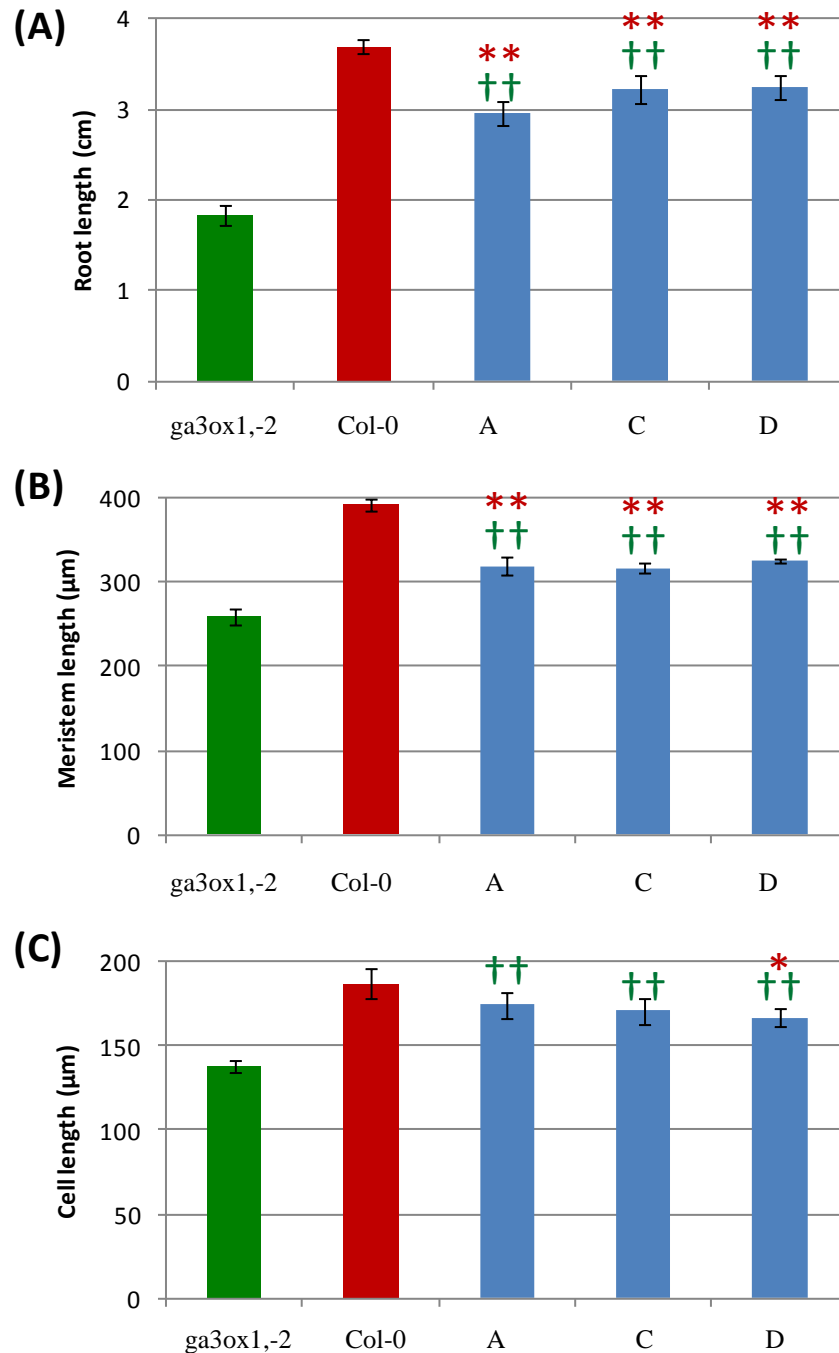 (A)
Root length (cm)
4
3
2
1
0
** ** **
†† †† ††
ga3ox1,-2 Col-0 A C D
(B)
Meristem length (µm)
400
300
200
100
0
** ** **
†† †† ††
ga3ox1,-2 Col-0 A C D
(C)
Cell length (µm)
200
150
100
50
0
*
†† †† ††
ga3ox1,-2 Col-0 A C D